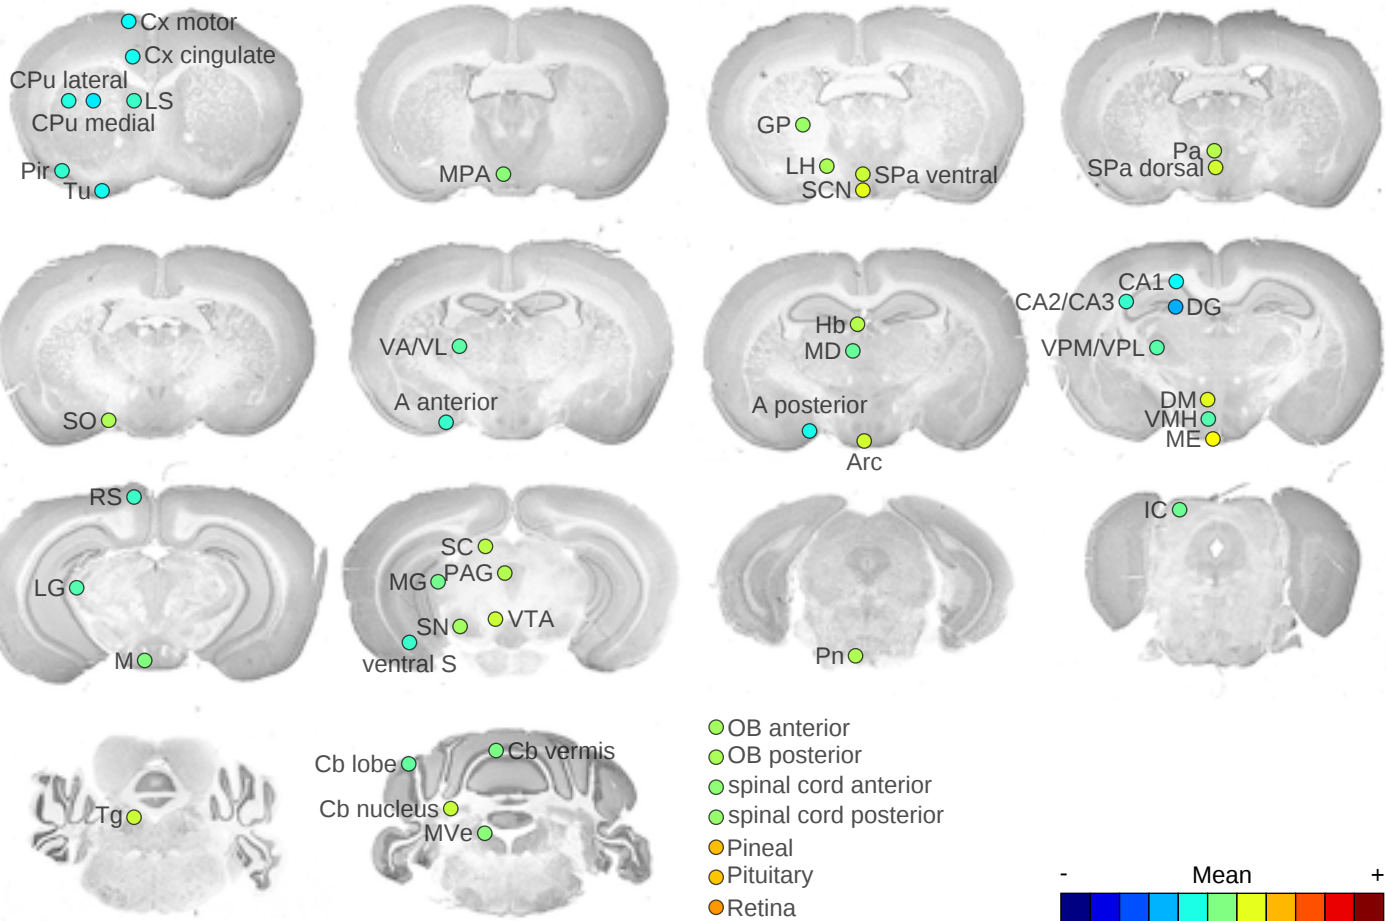 Cx motor
Cx cingulate
CPu lateral
LS
CPu medial
Pir
Tu
MPA
GP
LH
SPa ventral
SCN
Pa
SPa dorsal
SO
VA/VL
A anterior
Hb
MD
A posterior
Arc
CA1
CA2/CA3
DG
VPM/VPL
DM
VMH
ME
RS
LG
M
SC
PAG
MG
VTA
SN
ventral S
Pn
IC
Tg
Cb vermis
Cb lobe
Cb nucleus
MVe
OB anterior
OB posterior
spinal cord anterior
spinal cord posterior
Pineal
Pituitary
Retina
- Mean +